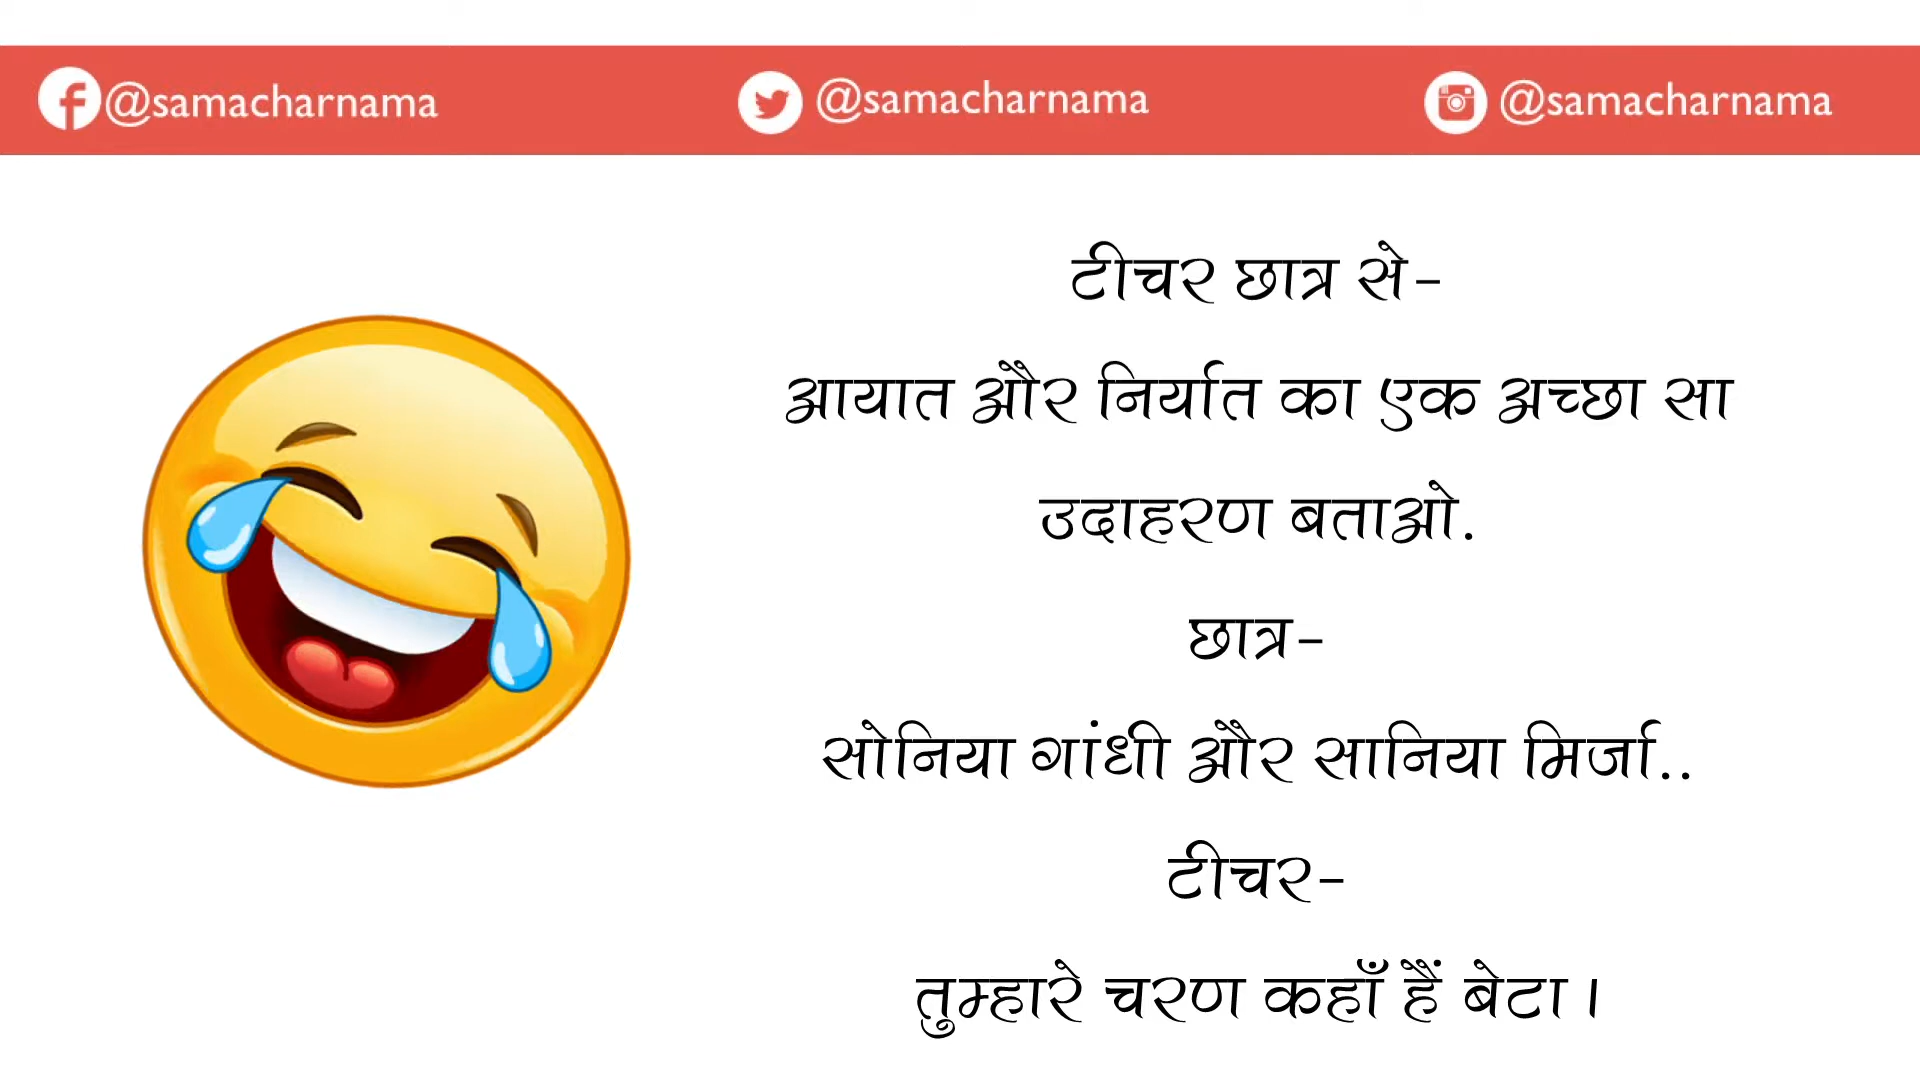 @samacharnama @samacharnama @samacharnama
टीचर छात्र से-
आयात और निर्यात का एक अच्छा सा
उदाहरण बताओ.
छात्र-
सोनिया गांधी और सानिया मिर्जा..
टीचर-
तुम्हारे चरण कहाँ हैं बेटा।